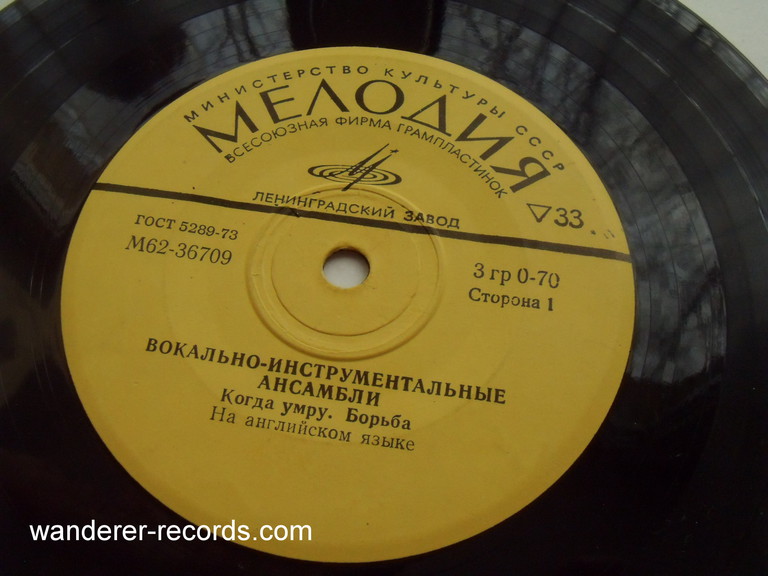 МИНИСТЕРСТВО КУЛЬТУРЫ СССР
МЕЛОДИЯ
ВСЕСОЮЗНАЯ ФИРМА ГРАМПЛАСТИНОК
ЛЕНИНГРАДСКИЙ ЗАВОД
▽33
ГОСТ 5289-73
М62-36709
3 гр 0-70
Сторона 1
ВОКАЛЬНО-ИНСТРУМЕНТАЛЬНЫЕ
АНСАМБЛИ
Когда умру. Борьба
На английском языке
wanderer-records.com